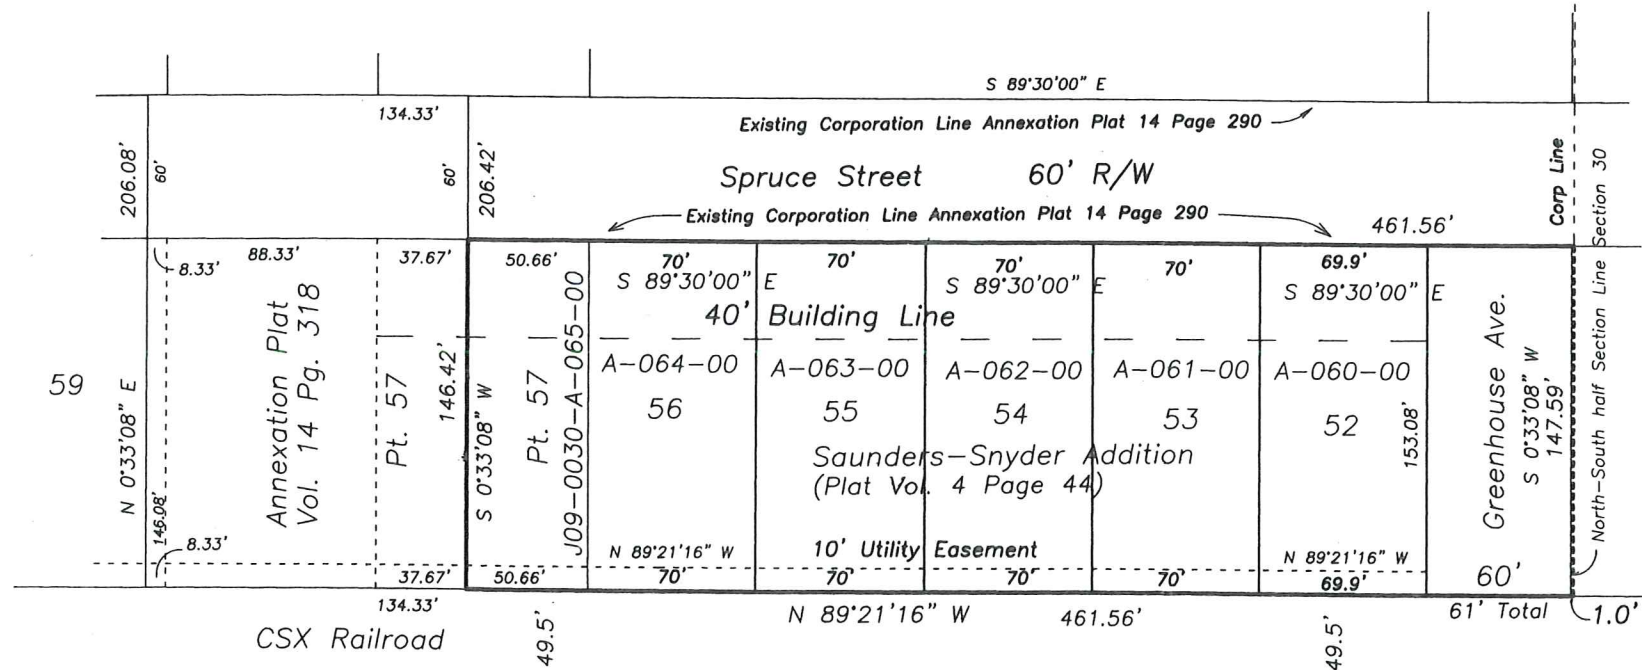 S 89°30'00" E
134.33'
Existing Corporation Line Annexation Plat 14 Page 290
206.08'
60'
60'
206.42'
Spruce Street 60' R/W
Corp Line
Existing Corporation Line Annexation Plat 14 Page 290
461.56'
North-South half Section Line Section 30
8.33'
88.33'
37.67'
50.66'
70'
70'
70'
70'
69.9'
S 89°30'00" E
S 89°30'00" E
S 89°30'00" E
40' Building Line
59
N 0°33'08" E
146.08'
Annexation Plat
Vol. 14 Pg. 318
Pt. 57
146.42'
S 0°33'08" W
Pt. 57
J09-0030-A-065-00
A-064-00
A-063-00
A-062-00
A-061-00
A-060-00
56
55
54
53
52
153.08'
Greenhouse Ave.
S 0°33'08" W
147.59'
Saunders-Snyder Addition
(Plat Vol. 4 Page 44)
8.33'
N 89°21'16" W
10' Utility Easement
N 89°21'16" W
37.67'
50.66'
70'
70'
70'
70'
69.9'
60'
134.33'
N 89°21'16" W
461.56'
61' Total
1.0'
CSX Railroad
49.5'
49.5'